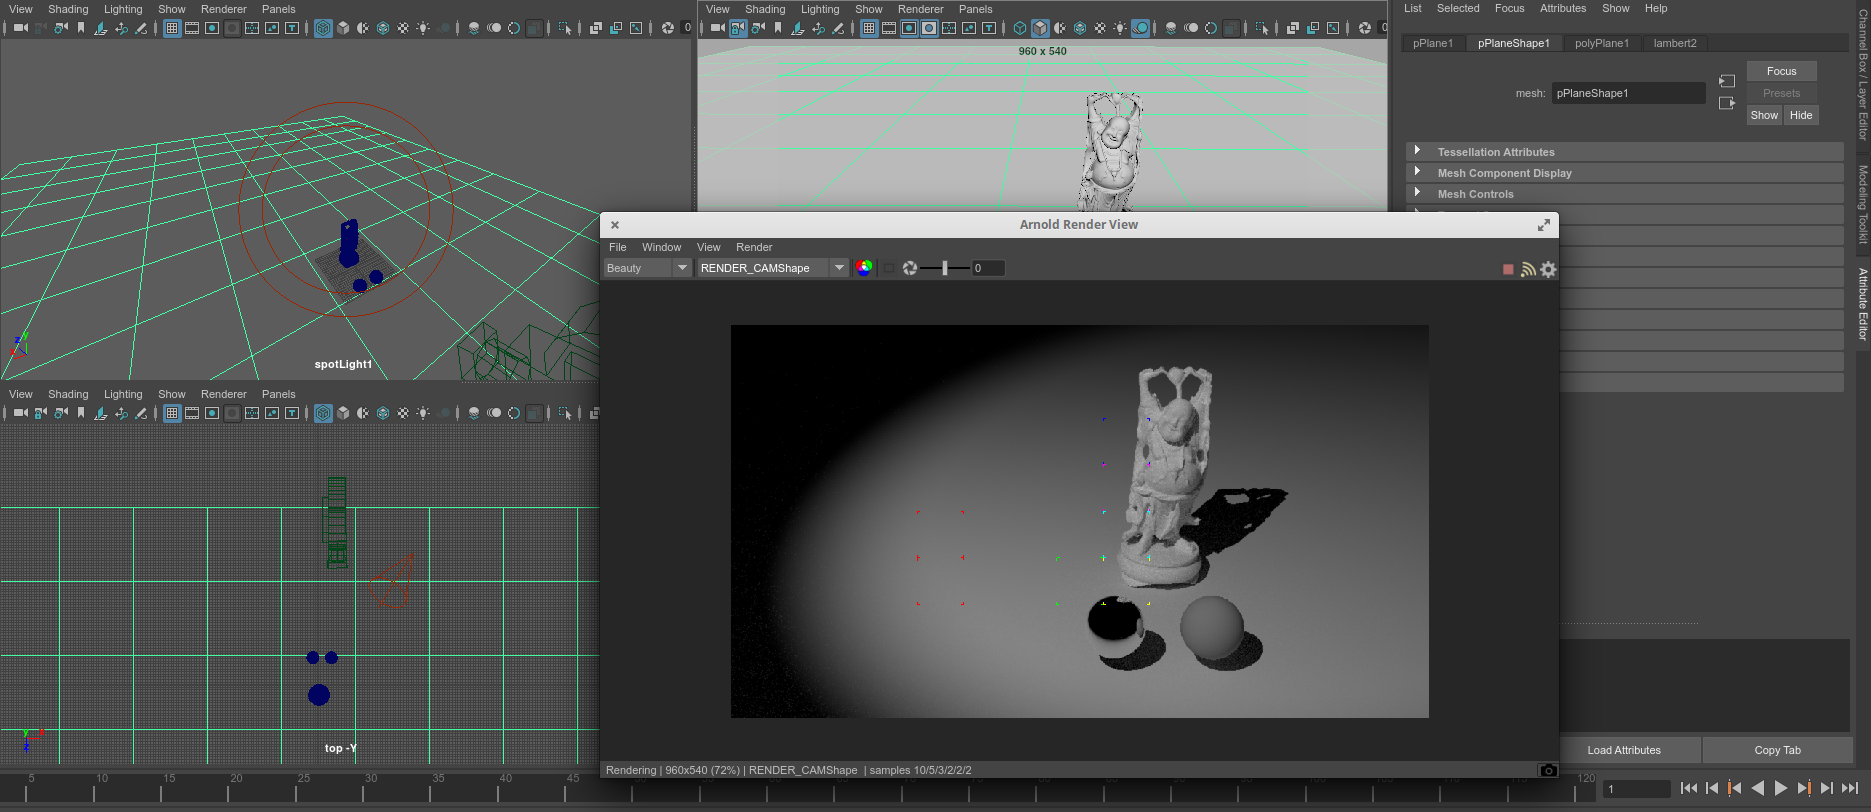 View Shading Lighting Show Renderer Panels
View Shading Lighting Show Renderer Panels
List Selected Focus Attributes Show Help
0
0
960 x 540
pPlane1 pPlaneShape1 polyPlane1 lambert2
Focus
mesh: pPlaneShape1
Presets
Show Hide
Tessellation Attributes
Mesh Component Display
Mesh Controls
Channel Box / Layer Editor
Modeling Toolkit
Attribute Editor
spotLight1
View Shading Lighting Show Renderer Panels
top -Y
Arnold Render View
File Window View Render
Beauty RENDER_CAMShape 0
Rendering | 960x540 (72%) | RENDER_CAMShape | samples 10/5/3/2/2/2
Load Attributes Copy Tab
5 10 15 20 25 30 35 40 45 120
1